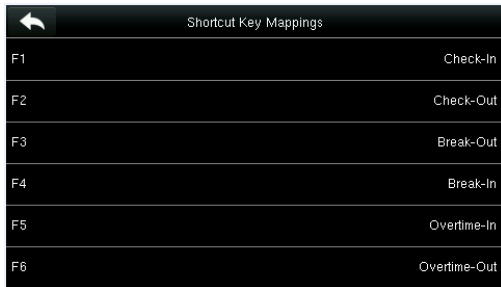 Shortcut Key Mappings
F1 Check-In
F2 Check-Out
F3 Break-Out
F4 Break-In
F5 Overtime-In
F6 Overtime-Out